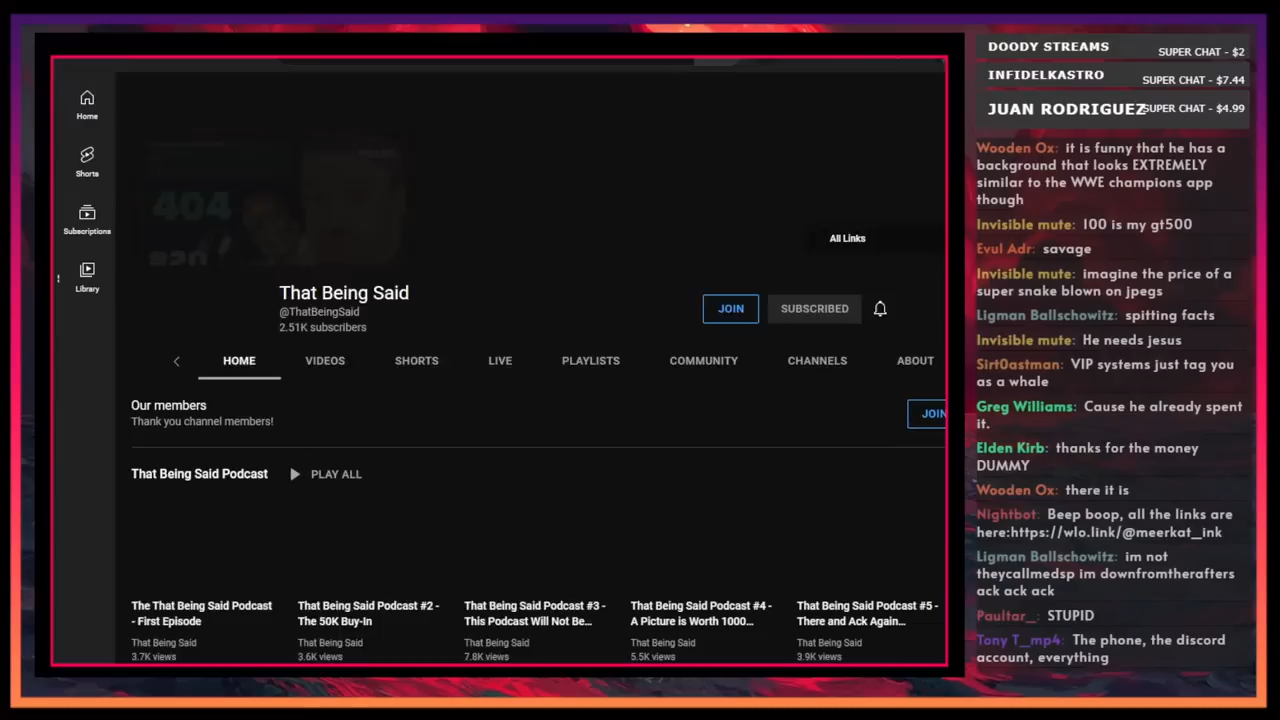 Home
Shorts
Subscriptions
Library
404
All Links
That Being Said
@ThatBeingSaid
2.51K subscribers
JOIN
SUBSCRIBED
HOME
VIDEOS
SHORTS
LIVE
PLAYLISTS
COMMUNITY
CHANNELS
ABOUT
Our members
Thank you channel members!
JOIN
That Being Said Podcast
PLAY ALL
The That Being Said Podcast
- First Episode
That Being Said
3.7K views
That Being Said Podcast #2 -
The 50K Buy-In
That Being Said
3.6K views
That Being Said Podcast #3 -
This Podcast Will Not Be...
That Being Said
7.8K views
That Being Said Podcast #4 -
A Picture is Worth 1000...
That Being Said
5.5K views
That Being Said Podcast #5 -
There and Ack Again...
That Being Said
3.9K views
DOODY STREAMS SUPER CHAT - $2
INFIDELKASTRO SUPER CHAT - $7.44
JUAN RODRIGUEZ SUPER CHAT - $4.99
Wooden Ox: it is funny that he has a
background that looks EXTREMELY
similar to the WWE champions app
though
Invisible mute: 100 is my gt500
Evul Adr: savage
Invisible mute: imagine the price of a
super snake blown on jpegs
Ligman Ballschowitz: spitting facts
Invisible mute: He needs jesus
Sirt0astman: VIP systems just tag you
as a whale
Greg Williams: Cause he already spent
it.
Elden Kirb: thanks for the money
DUMMY
Wooden Ox: there it is
Nightbot: Beep boop, all the links are
here:https://wlo.link/@meerkat_ink
Ligman Ballschowitz: im not
theycallmedsp im downfromtherafters
ack ack ack
Paultar_: STUPID
Tony T_mp4: The phone, the discord
account, everything